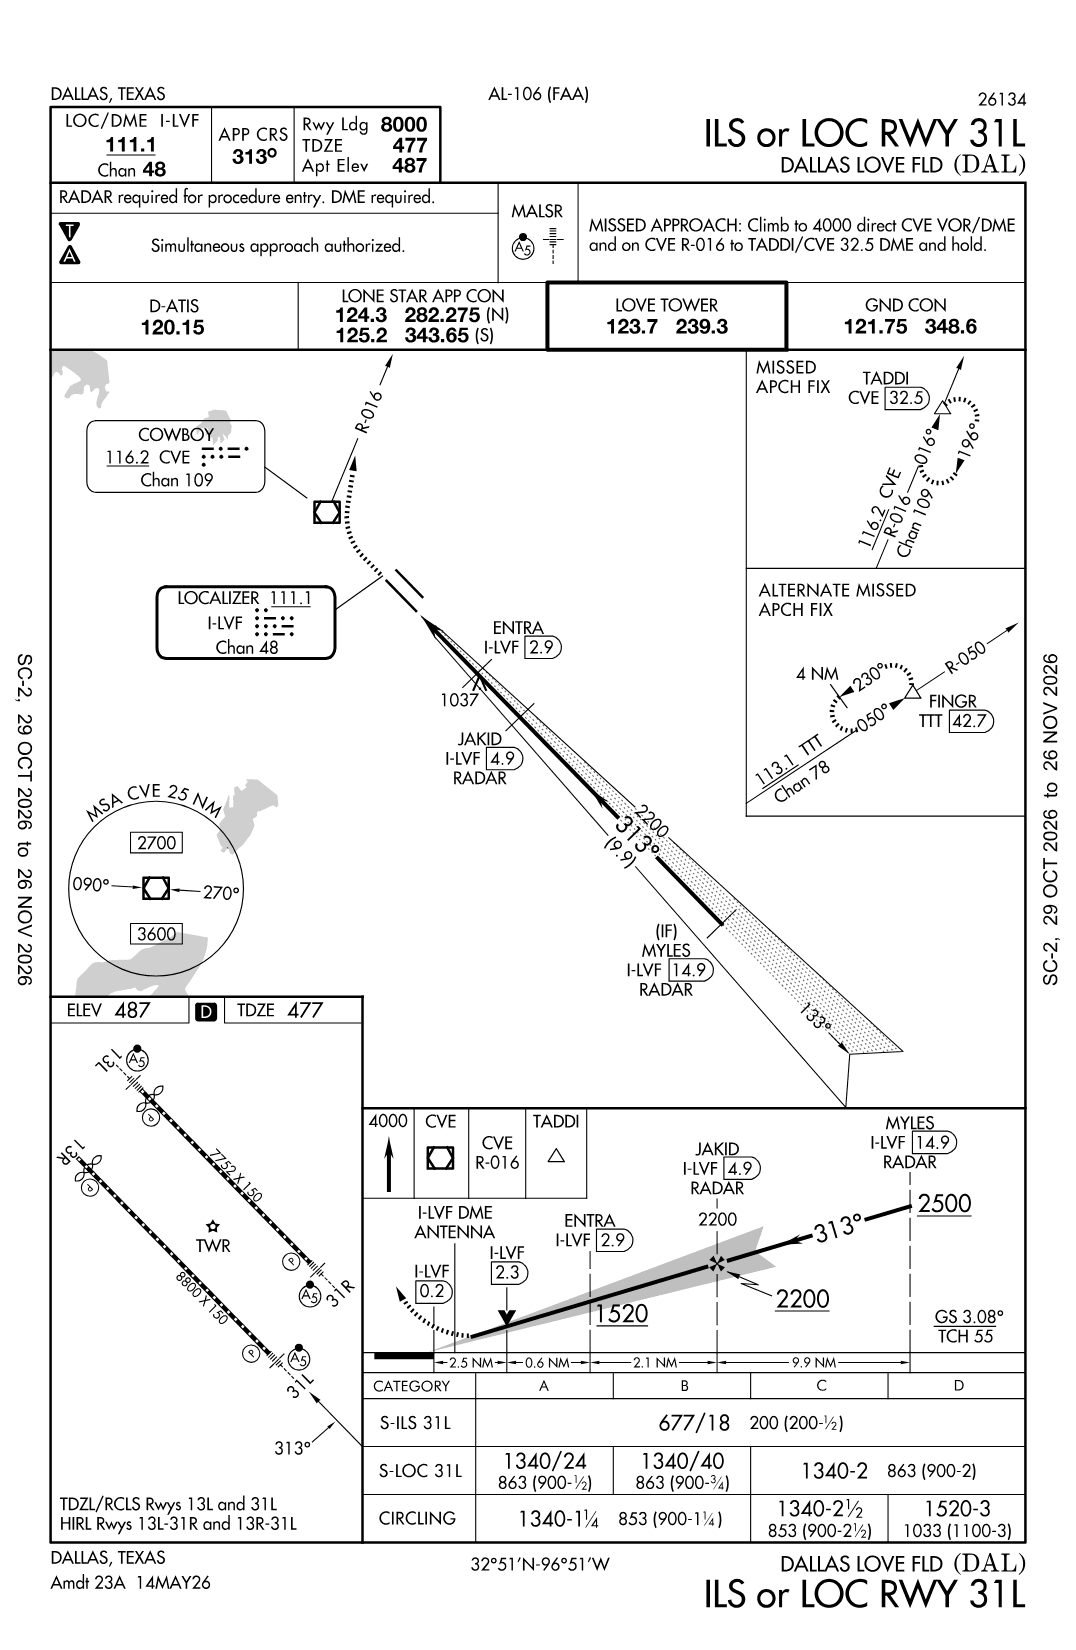 DALLAS, TEXAS
AL-106 (FAA)
26134
LOC/DME I-LVF
111.1
Chan 48
APP CRS
313°
Rwy Ldg 8000
TDZE 477
Apt Elev 487
ILS or LOC RWY 31L
DALLAS LOVE FLD (DAL)
RADAR required for procedure entry. DME required.
T
A
Simultaneous approach authorized.
MALSR
A5
MISSED APPROACH: Climb to 4000 direct CVE VOR/DME
and on CVE R-016 to TADDI/CVE 32.5 DME and hold.
D-ATIS
120.15
LONE STAR APP CON
124.3 282.275 (N)
125.2 343.65 (S)
LOVE TOWER
123.7 239.3
GND CON
121.75 348.6
R-016
COWBOY
116.2 CVE
Chan 109
LOCALIZER 111.1
I-LVF
Chan 48
ENTRA
I-LVF 2.9
1037
JAKID
I-LVF 4.9
RADAR
2200
313°
(9.9)
(IF)
MYLES
I-LVF 14.9
RADAR
133°
MISSED
APCH FIX
TADDI
CVE 32.5
016°
196°
116.2 CVE
R-016
Chan 109
ALTERNATE MISSED
APCH FIX
4 NM
230°
050°
R-050
FINGR
TTT 42.7
113.1 TTT
Chan 78
MSA CVE 25 NM
2700
090°
270°
3600
SC-2, 29 OCT 2026 to 26 NOV 2026
SC-2, 29 OCT 2026 to 26 NOV 2026
ELEV 487
D
TDZE 477
13L
A5
P
13R
P
7752 X 150
TWR
8800 X 150
P
31R
A5
P
A5
31L
313°
TDZL/RCLS Rwys 13L and 31L
HIRL Rwys 13L-31R and 13R-31L
4000
CVE
CVE
R-016
TADDI
I-LVF DME
ANTENNA
I-LVF
0.2
I-LVF
2.3
ENTRA
I-LVF 2.9
JAKID
I-LVF 4.9
RADAR
2200
MYLES
I-LVF 14.9
RADAR
2500
313°
2200
1520
GS 3.08°
TCH 55
2.5 NM
0.6 NM
2.1 NM
9.9 NM
CATEGORY A B C D
S-ILS 31L 677/18 200 (200-½)
S-LOC 31L
1340/24
863 (900-½)
1340/40
863 (900-¾)
1340-2 863 (900-2)
CIRCLING
1340-1¼ 853 (900-1¼)
1340-2½
853 (900-2½)
1520-3
1033 (1100-3)
DALLAS, TEXAS
Amdt 23A 14MAY26
32°51'N-96°51'W
DALLAS LOVE FLD (DAL)
ILS or LOC RWY 31L